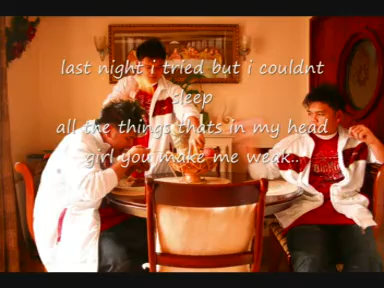 last night i tried but i couldnt
sleep
all the things thats in my head
girl you make me weak..